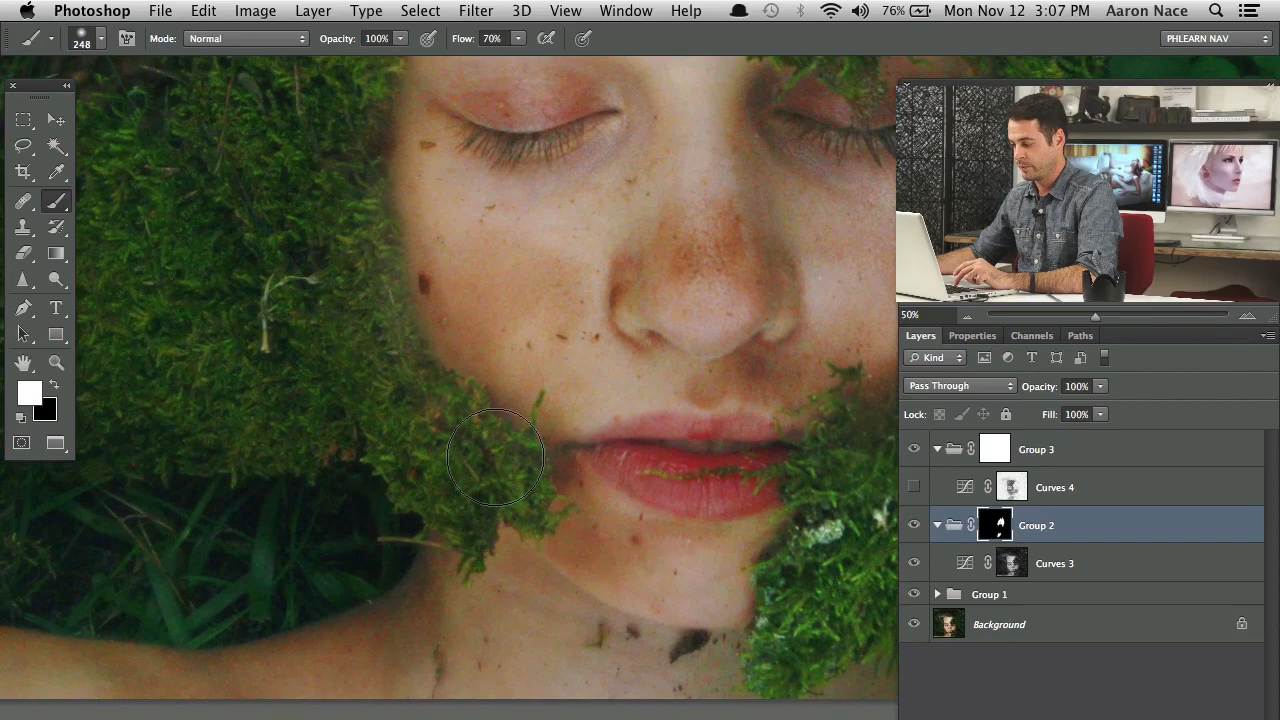 Photoshop File Edit Image Layer Type Select Filter 3D View Window Help 76% Mon Nov 12 3:07 PM Aaron Nace
248 Mode: Normal Opacity: 100% Flow: 70% PHLEARN NAV
50%
Layers Properties Channels Paths
Kind
Pass Through Opacity: 100%
Lock: Fill: 100%
Group 3
Curves 4
Group 2
Curves 3
Group 1
Background